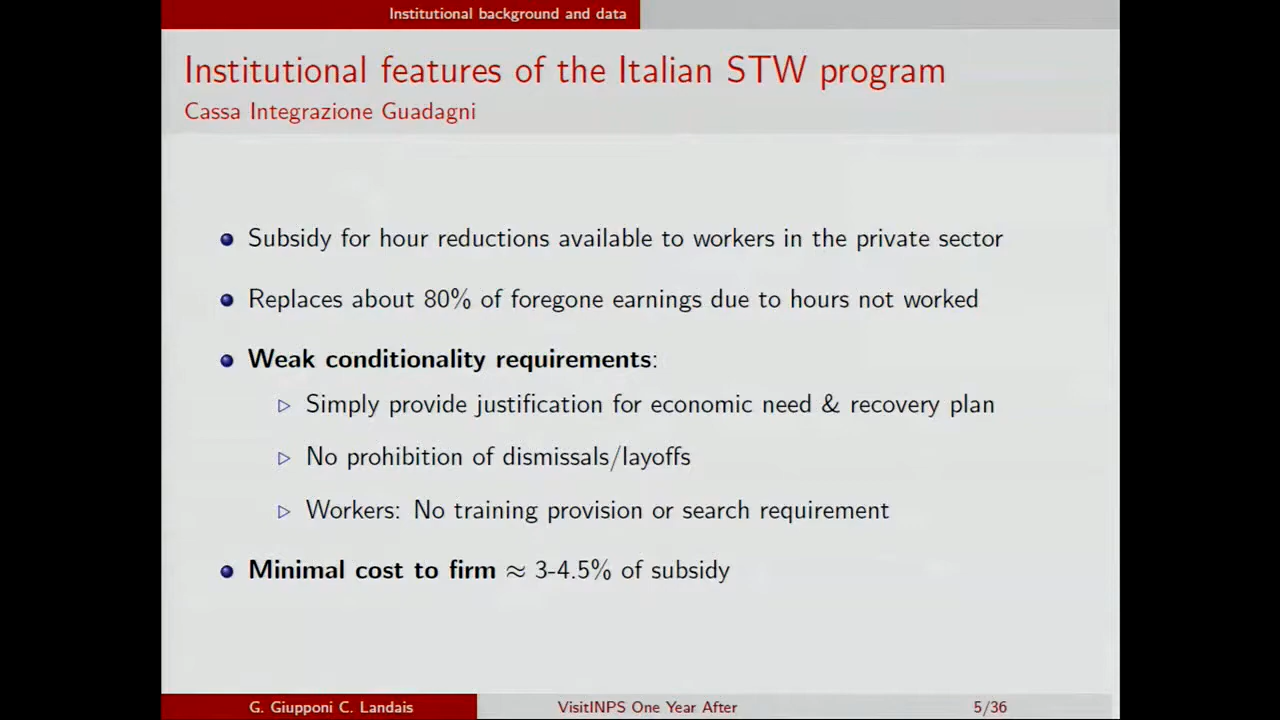 Institutional background and data
Institutional features of the Italian STW program
Cassa Integrazione Guadagni
Subsidy for hour reductions available to workers in the private sector
Replaces about 80% of foregone earnings due to hours not worked
Weak conditionality requirements:
Simply provide justification for economic need & recovery plan
No prohibition of dismissals/layoffs
Workers: No training provision or search requirement
Minimal cost to firm ≈ 3-4.5% of subsidy
G. Giupponi C. Landais VisitINPS One Year After 5/36